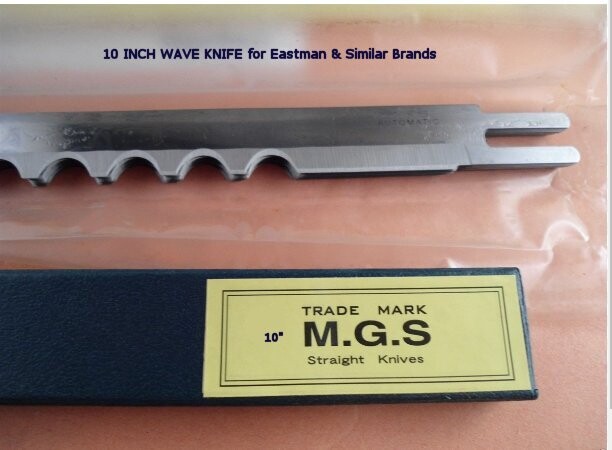 10 INCH WAVE KNIFE for Eastman & Similar Brands
AUTOMATIC
TRADE MARK
10" M.G.S
Straight Knives